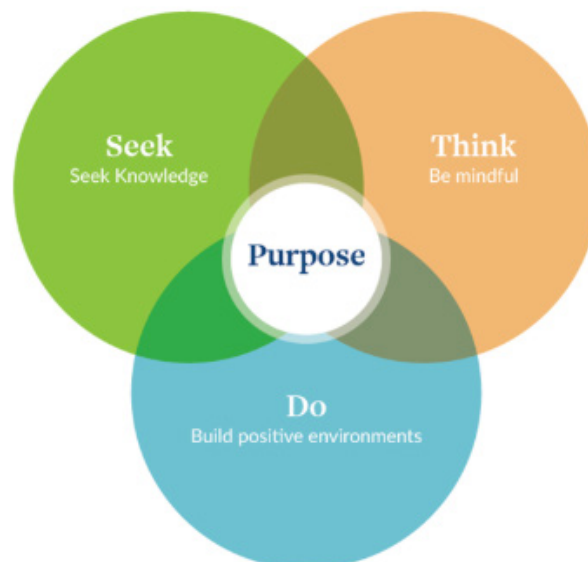 Seek
Seek Knowledge
Think
Be mindful
Purpose
Do
Build positive environments